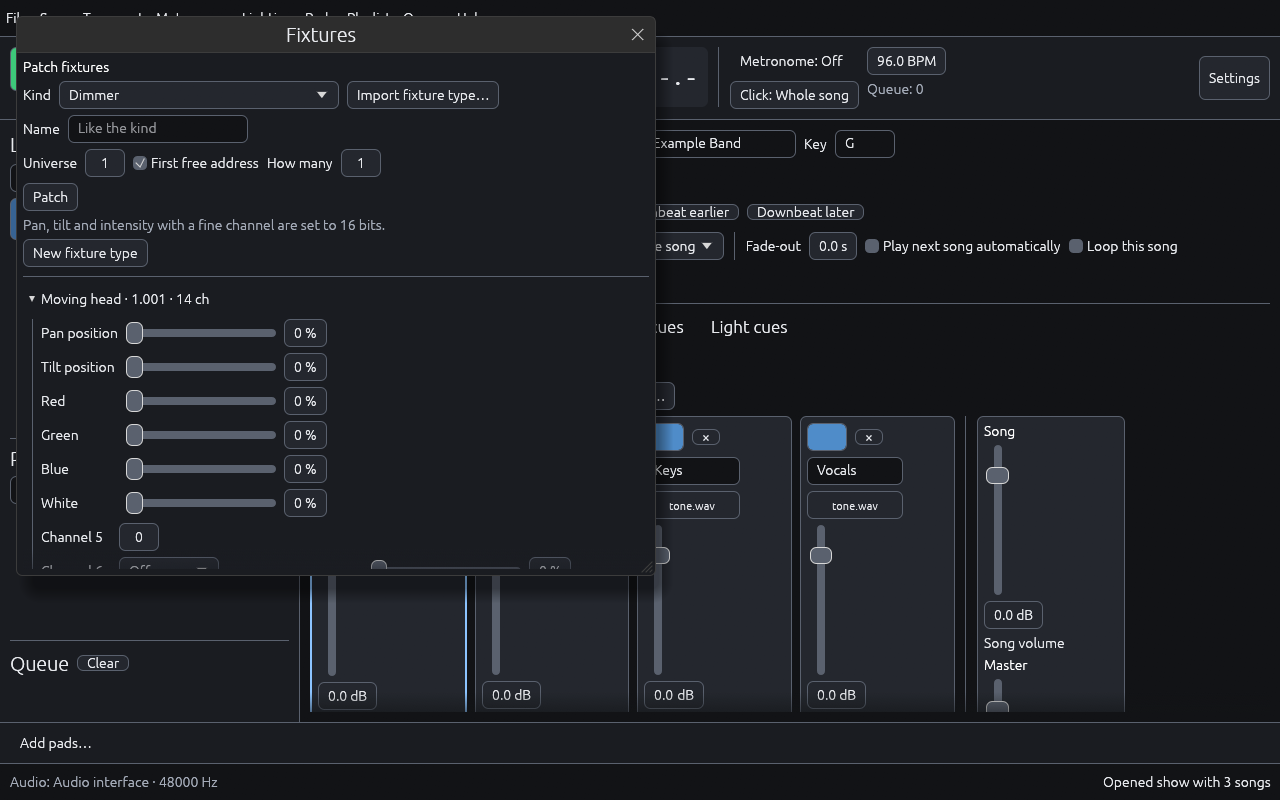 Fixtures
Patch fixtures
Kind Dimmer Import fixture type…
Name Like the kind
Universe 1 First free address How many 1
Patch
Pan, tilt and intensity with a fine channel are set to 16 bits.
New fixture type
Moving head · 1.001 · 14 ch
Pan position 0 %
Tilt position 0 %
Red 0 %
Green 0 %
Blue 0 %
White 0 %
Channel 5 0
-.-
Metronome: Off 96.0 BPM
Click: Whole song Queue: 0
Settings
Example Band Key G
earlier Downbeat later
song Fade-out 0.0 s Play next song automatically Loop this song
Light cues
Keys Vocals
tone.wav tone.wav
0.0 dB 0.0 dB 0.0 dB 0.0 dB
Song
0.0 dB
Song volume
Master
Queue Clear
Add pads…
Audio: Audio interface · 48000 Hz
Opened show with 3 songs